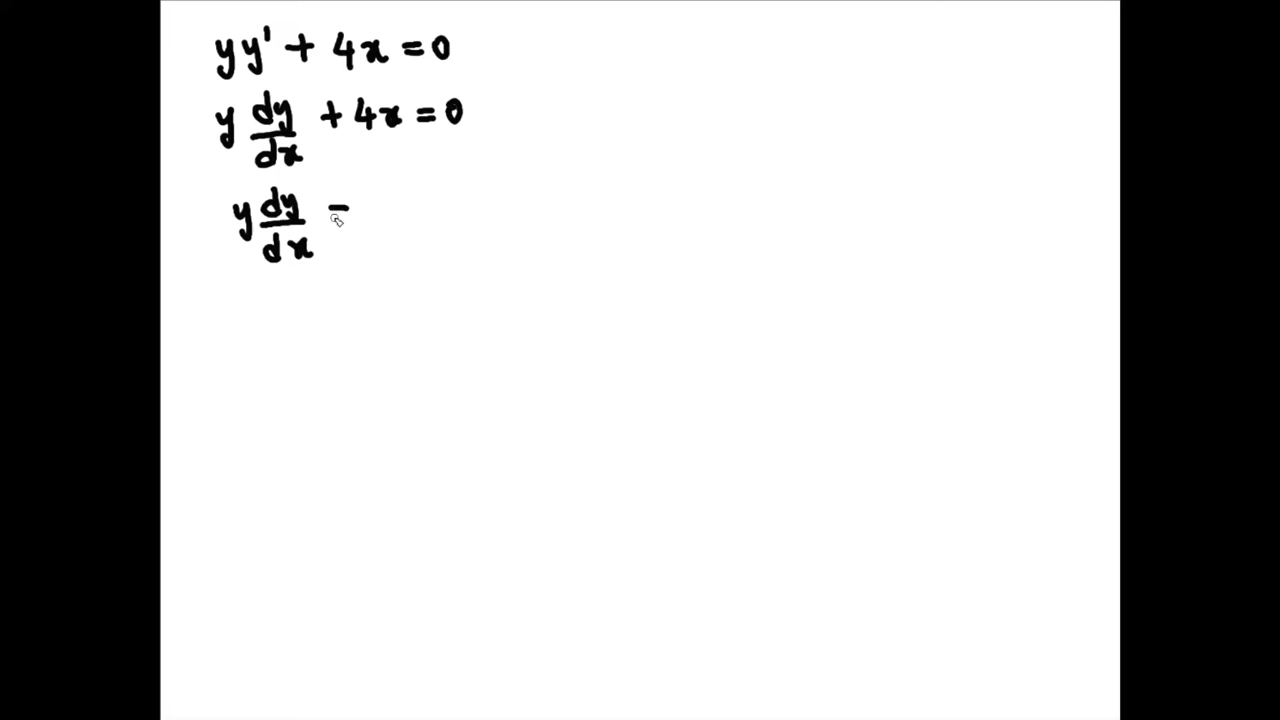 yy' + 4x = 0
y dy/dx + 4x = 0
y dy/dx